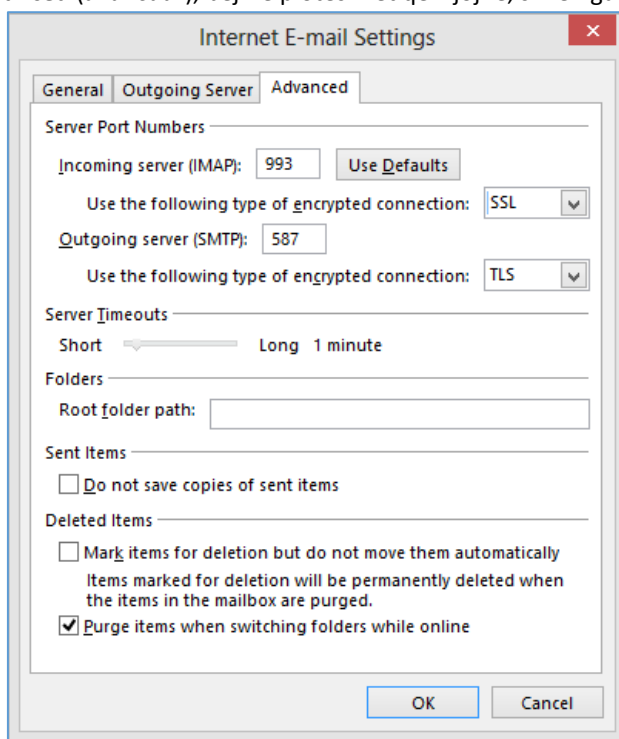 Internet E-mail Settings
General Outgoing Server Advanced
Server Port Numbers
Incoming server (IMAP): 993 Use Defaults
Use the following type of encrypted connection: SSL
Outgoing server (SMTP): 587
Use the following type of encrypted connection: TLS
Server Timeouts
Short Long 1 minute
Folders
Root folder path:
Sent Items
Do not save copies of sent items
Deleted Items
Mark items for deletion but do not move them automatically
Items marked for deletion will be permanently deleted when
the items in the mailbox are purged.
Purge items when switching folders while online
OK Cancel